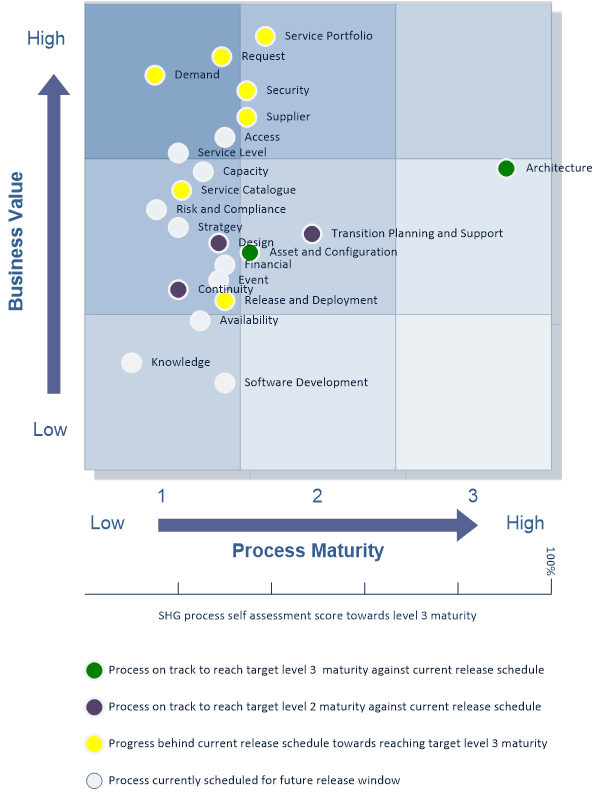 High
Service Portfolio
Request
Demand
Security
Supplier
Access
Service Level
Capacity
Architecture
Service Catalogue
Risk and Compliance
Stratgey
Transition Planning and Support
Design
Asset and Configuration
Financial
Event
Continuity
Release and Deployment
Availability
Knowledge
Software Development
Business Value
Low
1 2 3
Low High
Process Maturity
100%
SHG process self assessment score towards level 3 maturity
Process on track to reach target level 3 maturity against current release schedule
Process on track to reach target level 2 maturity against current release schedule
Progress behind current release schedule towards reaching target level 3 maturity
Process currently scheduled for future release window